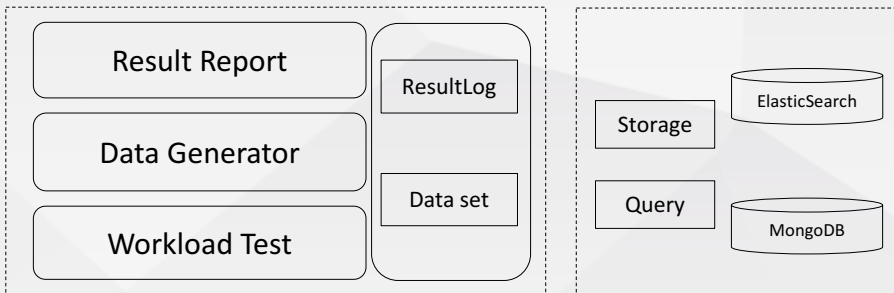 Result Report
Data Generator
Workload Test
ResultLog
Data set
Storage
Query
ElasticSearch
MongoDB